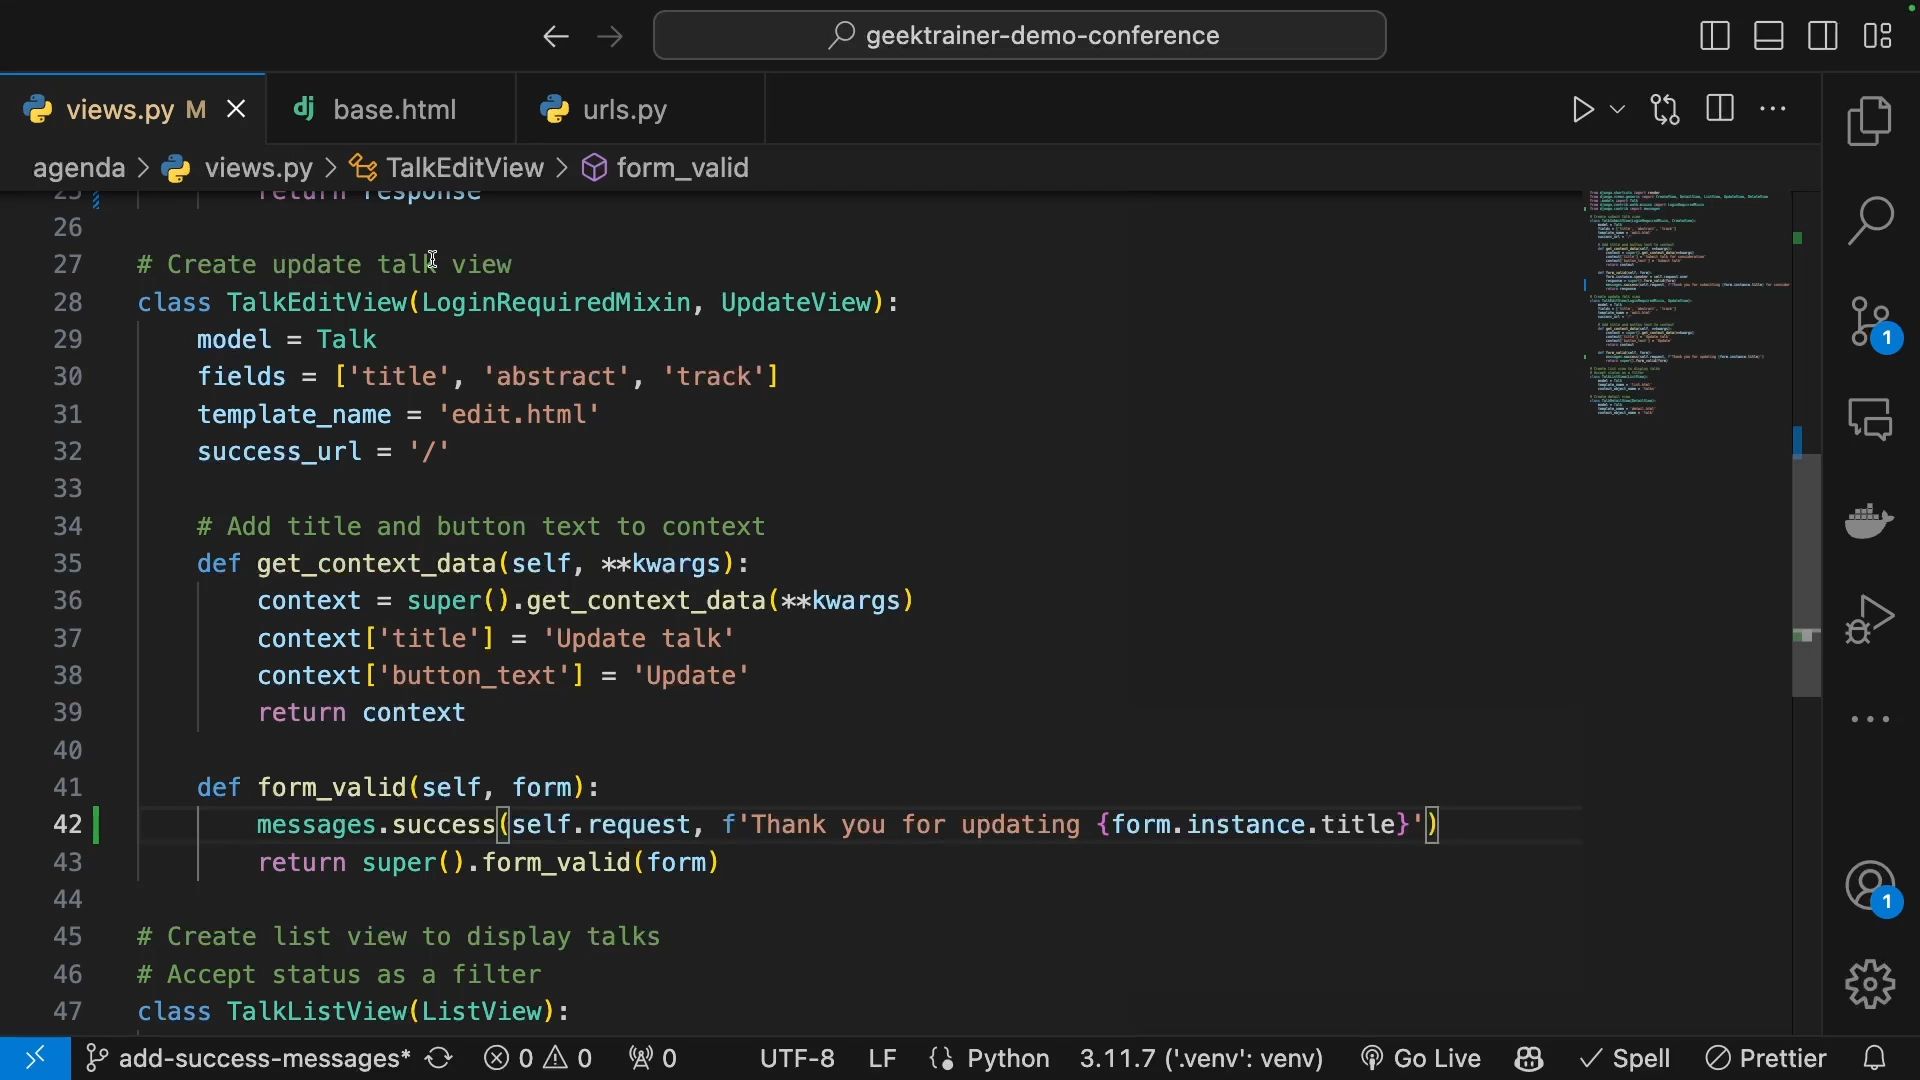 geektrainer-demo-conference
views.py M
base.html
urls.py
agenda > views.py > TalkEditView > form_valid
25 return response
26
27 # Create update talk view
28 class TalkEditView(LoginRequiredMixin, UpdateView):
29 model = Talk
30 fields = ['title', 'abstract', 'track']
31 template_name = 'edit.html'
32 success_url = '/'
33
34 # Add title and button text to context
35 def get_context_data(self, **kwargs):
36 context = super().get_context_data(**kwargs)
37 context['title'] = 'Update talk'
38 context['button_text'] = 'Update'
39 return context
40
41 def form_valid(self, form):
42 messages.success(self.request, f'Thank you for updating {form.instance.title}')
43 return super().form_valid(form)
44
45 # Create list view to display talks
46 # Accept status as a filter
47 class TalkListView(ListView):
1
1
add-success-messages* 0 0 0 UTF-8 LF Python 3.11.7 ('.venv': venv) Go Live Spell Prettier